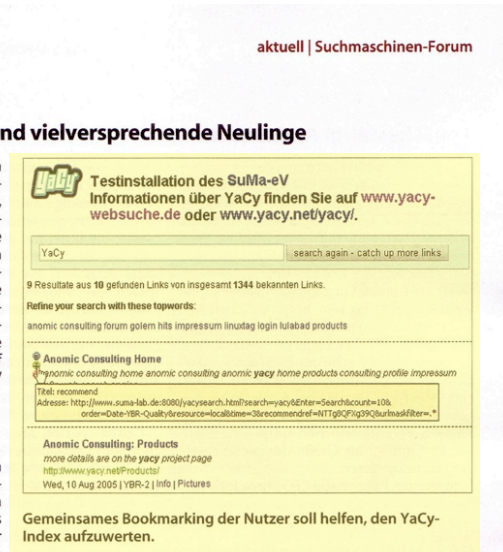 aktuell | Suchmaschinen-Forum
nd vielversprechende Neulinge
YaCy
Testinstallation des SuMa-eV
Informationen über YaCy finden Sie auf www.yacy-
websuche.de oder www.yacy.net/yacy/.
YaCy
search again - catch up more links
9 Resultate aus 10 gefunden Links von insgesamt 1344 bekannten Links.
Refine your search with these topwords:
anomic consulting forum golem hits impressum linuxtag login lulabad products
Anomic Consulting Home
anomic consulting home anomic consulting anomic yacy home products consulting profile impressum
Titel: recommend
Adresse: http://www.suma-lab.de:8080/yacysearch.html?search=yacy&Enter=Search&count=10&
order=Date-YBR-Quality&resource=local&time=3&recommendref=NTTg8QFXg39Q&urlmaskfilter=.*
Anomic Consulting: Products
more details are on the yacy project page
http://www.yacy.net/Products/
Wed, 10 Aug 2005 | YBR-2 | Info | Pictures
Gemeinsames Bookmarking der Nutzer soll helfen, den YaCy-
Index aufzuwerten.